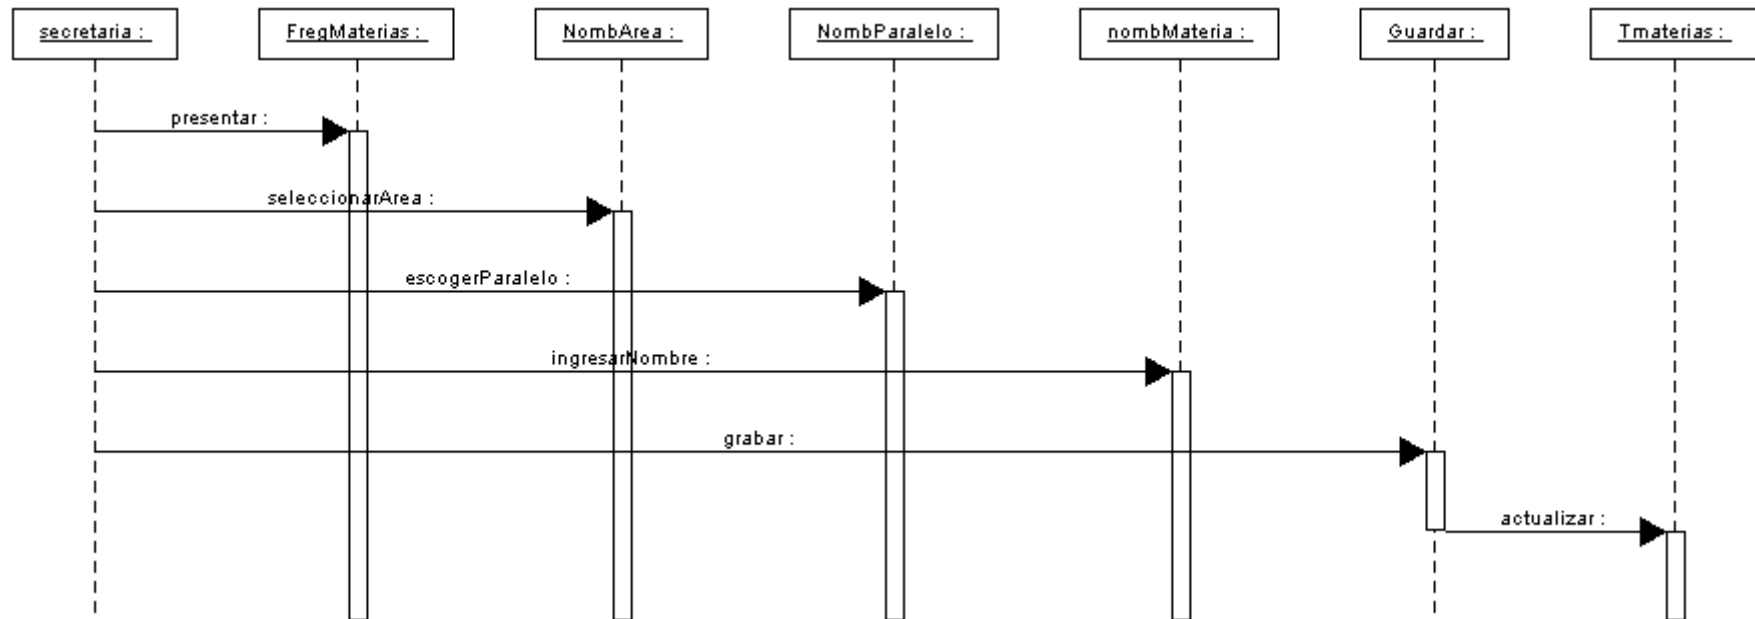 secretaria :
FregMaterias :
NombArea :
NombParalelo :
nombMateria :
Guardar :
Tmaterias :
presentar :
seleccionarArea :
escogerParalelo :
ingresarNombre :
grabar :
actualizar :